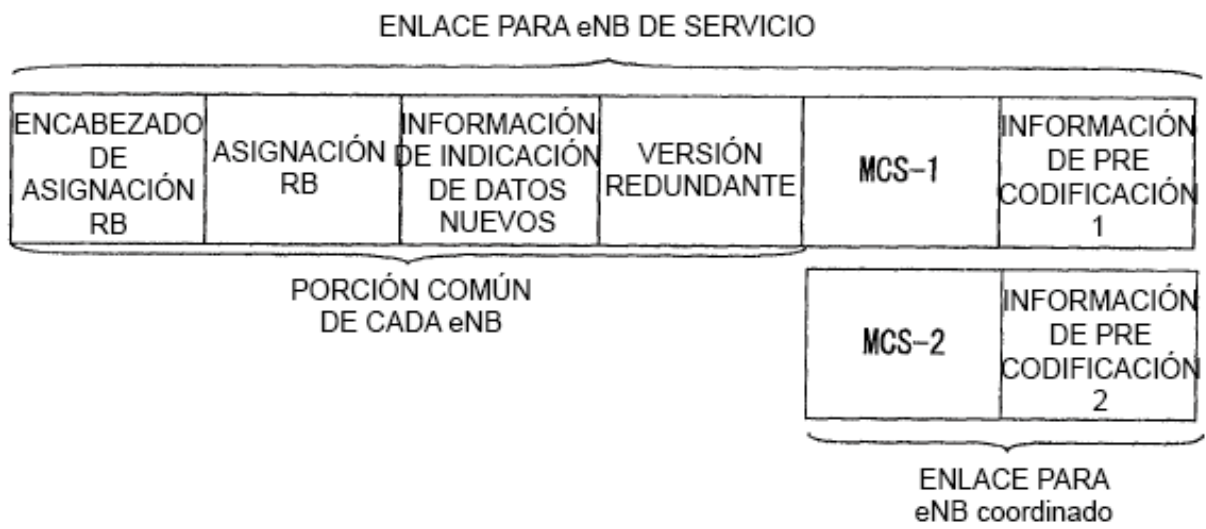 ENLACE PARA eNB DE SERVICIO
ENCABEZADO
DE
ASIGNACIÓN
RB
ASIGNACIÓN
RB
INFORMACIÓN
DE INDICACIÓN
DE DATOS
NUEVOS
VERSIÓN
REDUNDANTE
MCS-1
INFORMACIÓN
DE PRE
CODIFICACIÓN
1
PORCIÓN COMÚN
DE CADA eNB
MCS-2
INFORMACIÓN
DE PRE
CODIFICACIÓN
2
ENLACE PARA
eNB coordinado